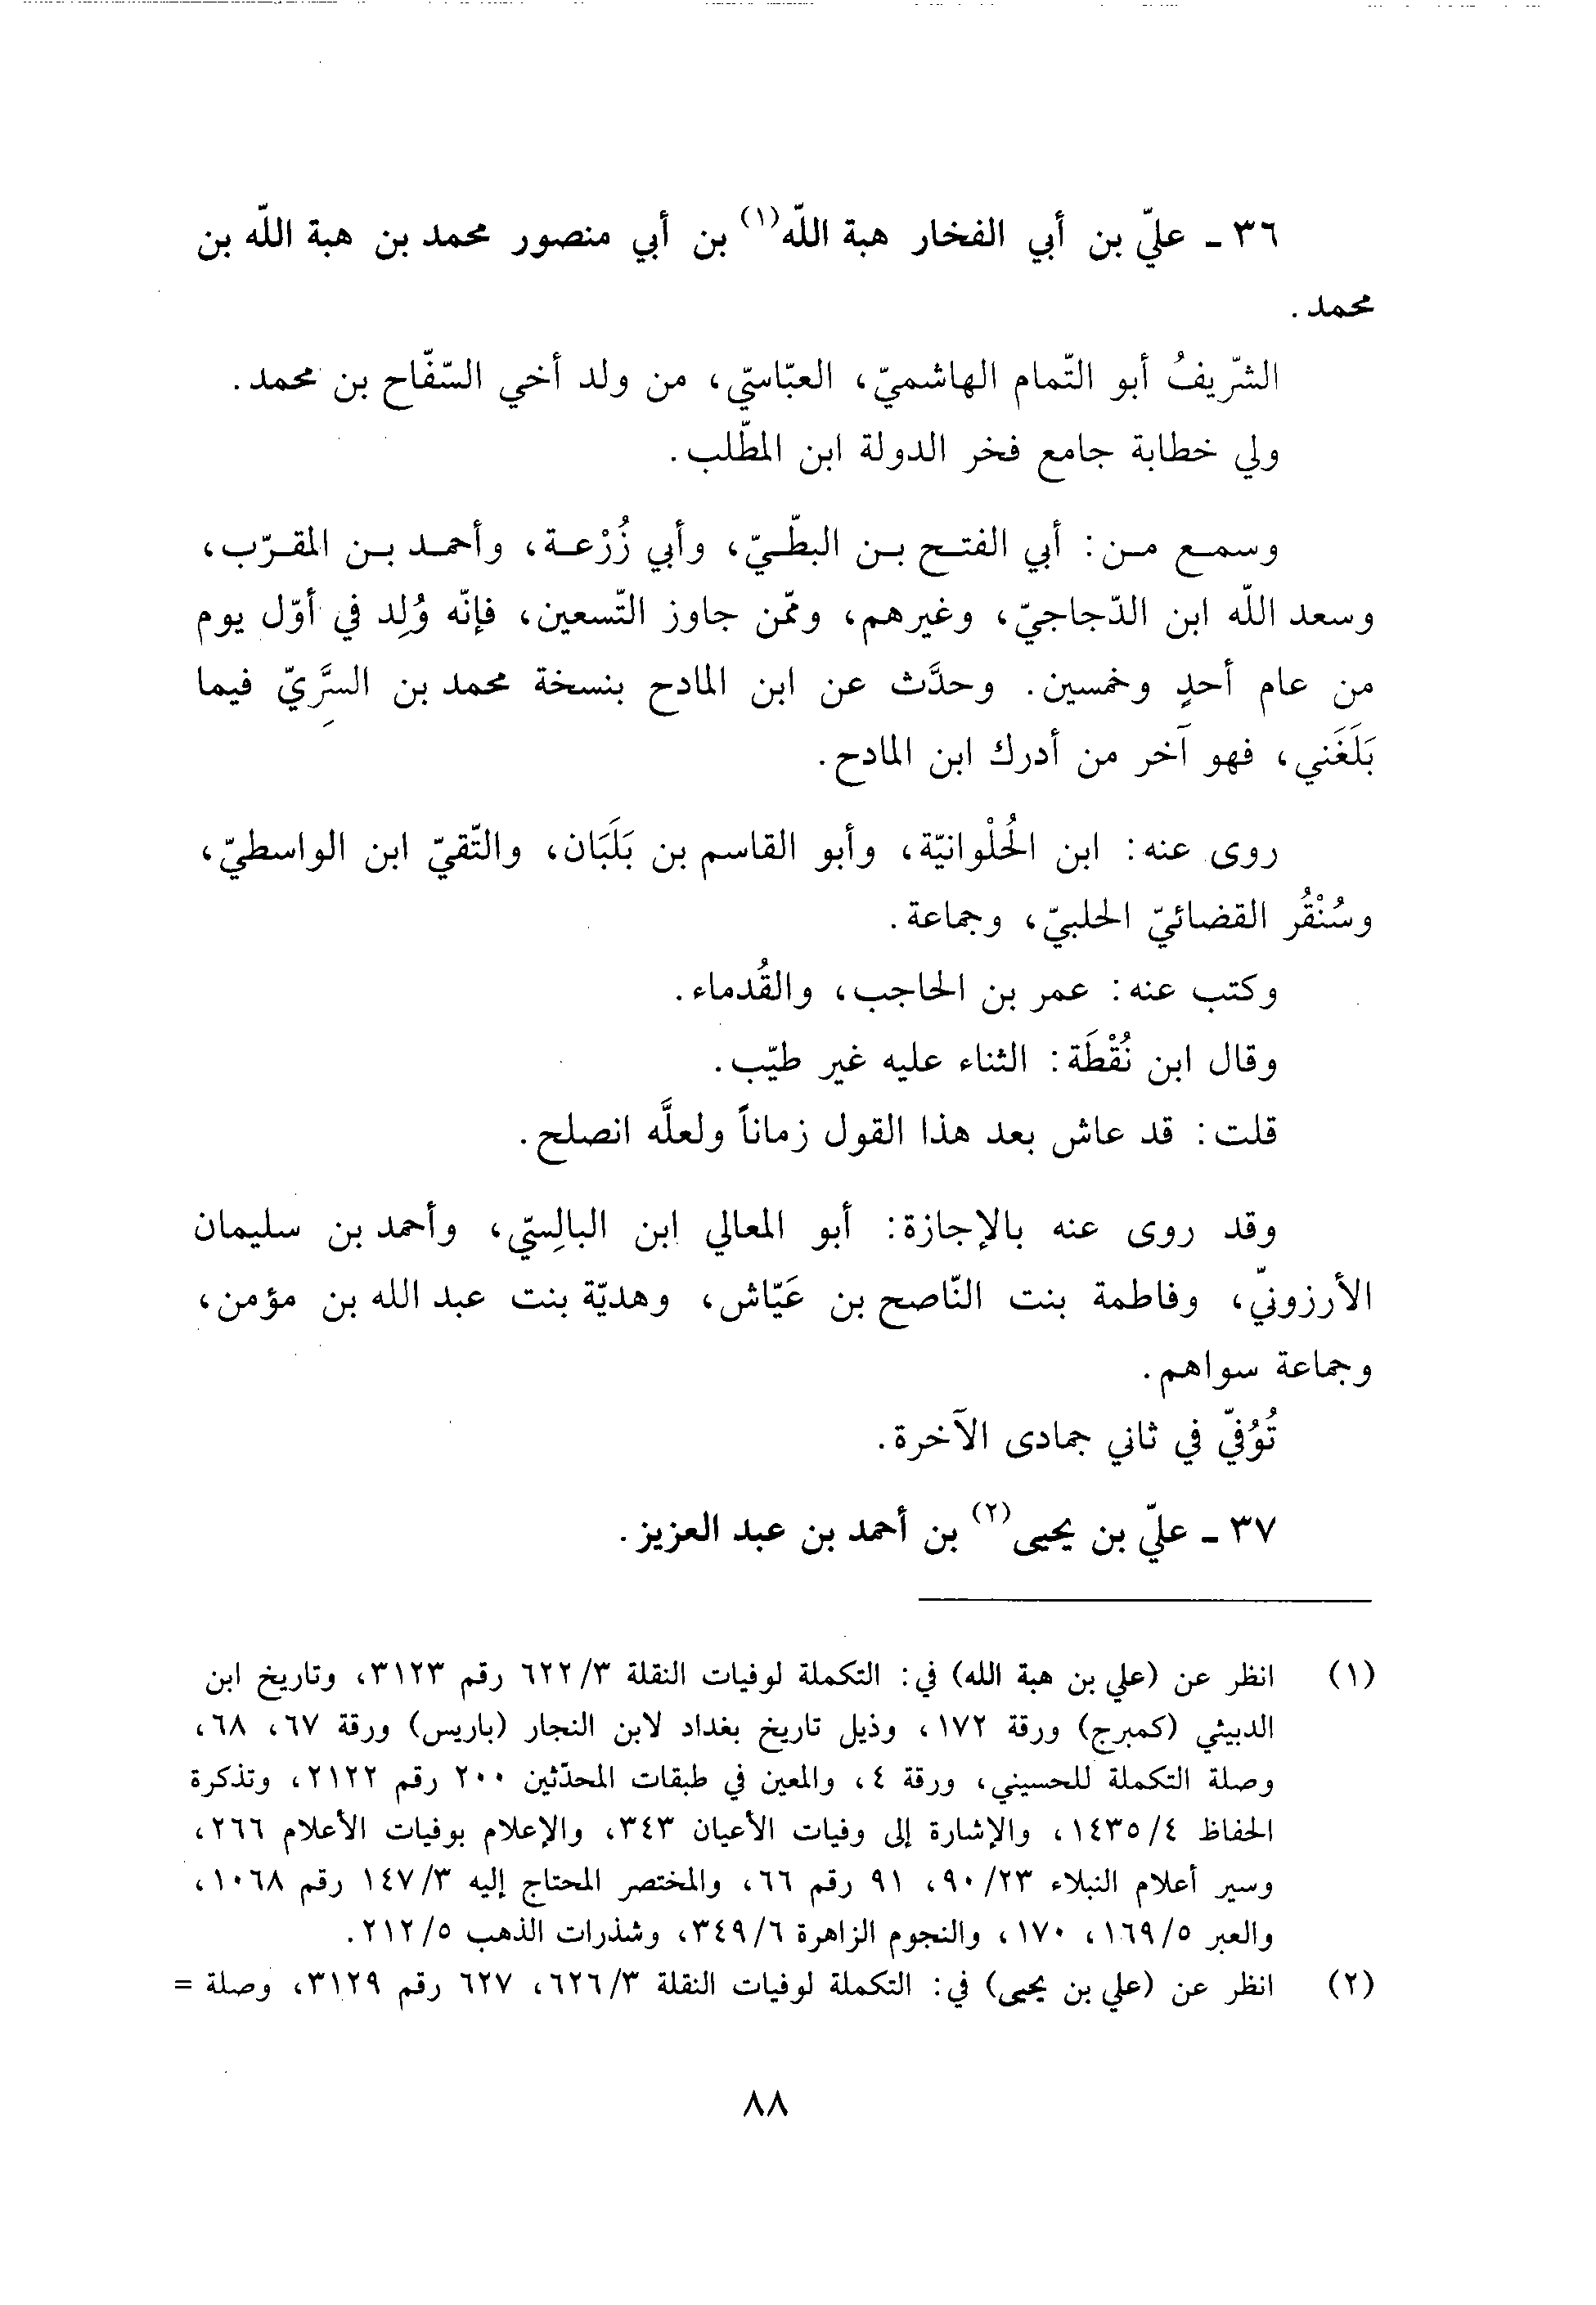 ٣٦ ـ عليّ بن أبي الفخار هبة اللّه(١) بن أبي منصور محمد بن هبة اللّه بن
محمد.
الشّريفُ أبو التّمام الهاشميّ، العبّاسيّ، من ولد أخي السّفّاح بن محمد.
ولي خطابة جامع فخر الدولة ابن المطّلب.
وسمع من: أبي الفتح بن البطّيّ، وأبي زُرْعة، وأحمد بن المقرّب،
وسعد اللّه ابن الدّجاجيّ، وغيرهم، وممّن جاوز التّسعين، فإنّه وُلِد في أوّل يوم
من عام أحدٍ وخمسين. وحدَّث عن ابن المادح بنسخة محمد بن السِرَّيّ فيما
بَلَغَني، فهو آخر من أدرك ابن المادح.
روى عنه: ابن الحُلْوانيّة، وأبو القاسم بن بَلَبَان، والتّقيّ ابن الواسطيّ،
وسُنْقُر القضائيّ الحلبيّ، وجماعة.
وكتب عنه: عمر بن الحاجب، والقُدماء.
وقال ابن نُقْطَة: الثناء عليه غير طيّب.
قلت: قد عاش بعد هذا القول زماناً ولعلَّه انصلح.
وقد روى عنه بالإجازة: أبو المعالي ابن البالِسيّ، وأحمد بن سليمان
الأرزونيّ، وفاطمة بنت النّاصح بن عَيّاش، وهديّة بنت عبد الله بن مؤمن،
وجماعة سواهم.
تُوُفيّ في ثاني جمادى الآخرة.
٣٧ ـ عليّ بن يحيى(٢) بن أحمد بن عبد العزيز.
(١) انظر عن (علي بن هبة الله) في: التكملة لوفيات النقلة ٣/ ٦٢٢ رقم ٣١٢٣، وتاريخ ابن
الدبيثي (كمبرج) ورقة ١٧٢، وذيل تاريخ بغداد لابن النجار (باريس) ورقة ٦٧، ٦٨،
وصلة التكملة للحسيني، ورقة ٤، والمعين في طبقات المحدّثين ٢٠٠ رقم ٢١٢٢، وتذكرة
الحفاظ ٤/ ١٤٣٥، والإشارة إلى وفيات الأعيان ٣٤٣، والإعلام بوفيات الأعلام ٢٦٦،
وسير أعلام النبلاء ٢٣/ ٩٠، ٩١ رقم ٦٦، والمختصر المحتاج إليه ٣/ ١٤٧ رقم ١٠٦٨،
والعبر ٥/ ١٦٩، ١٧٠، والنجوم الزاهرة ٦/ ٣٤٩، وشذرات الذهب ٥/ ٢١٢.
(٢) انظر عن (علي بن يحيى) في: التكملة لوفيات النقلة ٣/ ٦٢٦، ٦٢٧ رقم ٣١٢٩، وصلة =
٨٨